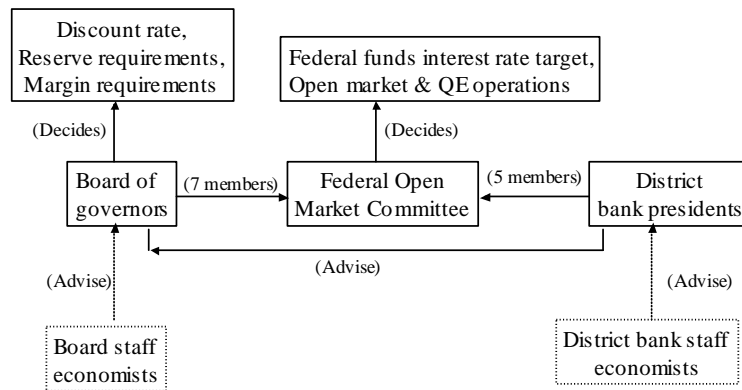 Discount rate,
Reserve requirements,
Margin requirements
Federal funds interest rate target,
Open market & QE operations
(Decides)
(Decides)
Board of
governors
(7 members)
Federal Open
Market Committee
(5 members)
District
bank presidents
(Advise)
(Advise)
(Advise)
Board staff
economists
District bank staff
economists